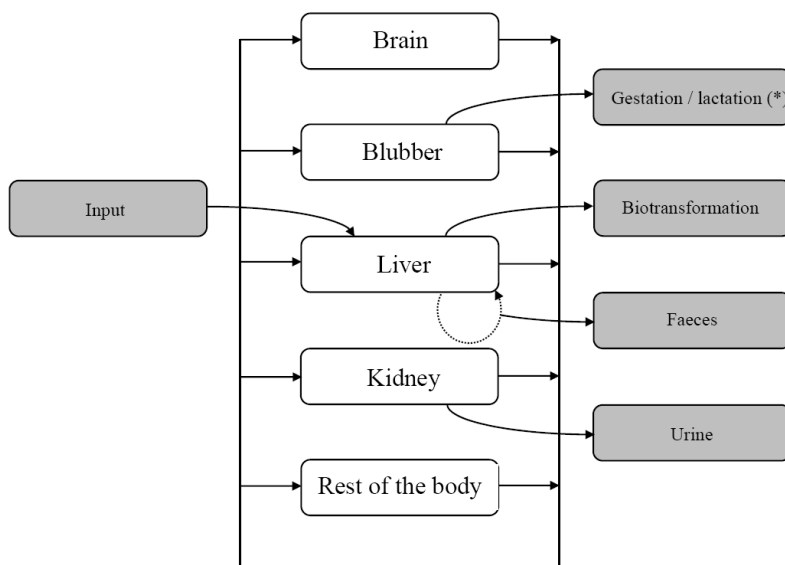 Brain
Gestation / lactation (*)
Blubber
Input
Biotransformation
Liver
Faeces
Kidney
Urine
Rest of the body